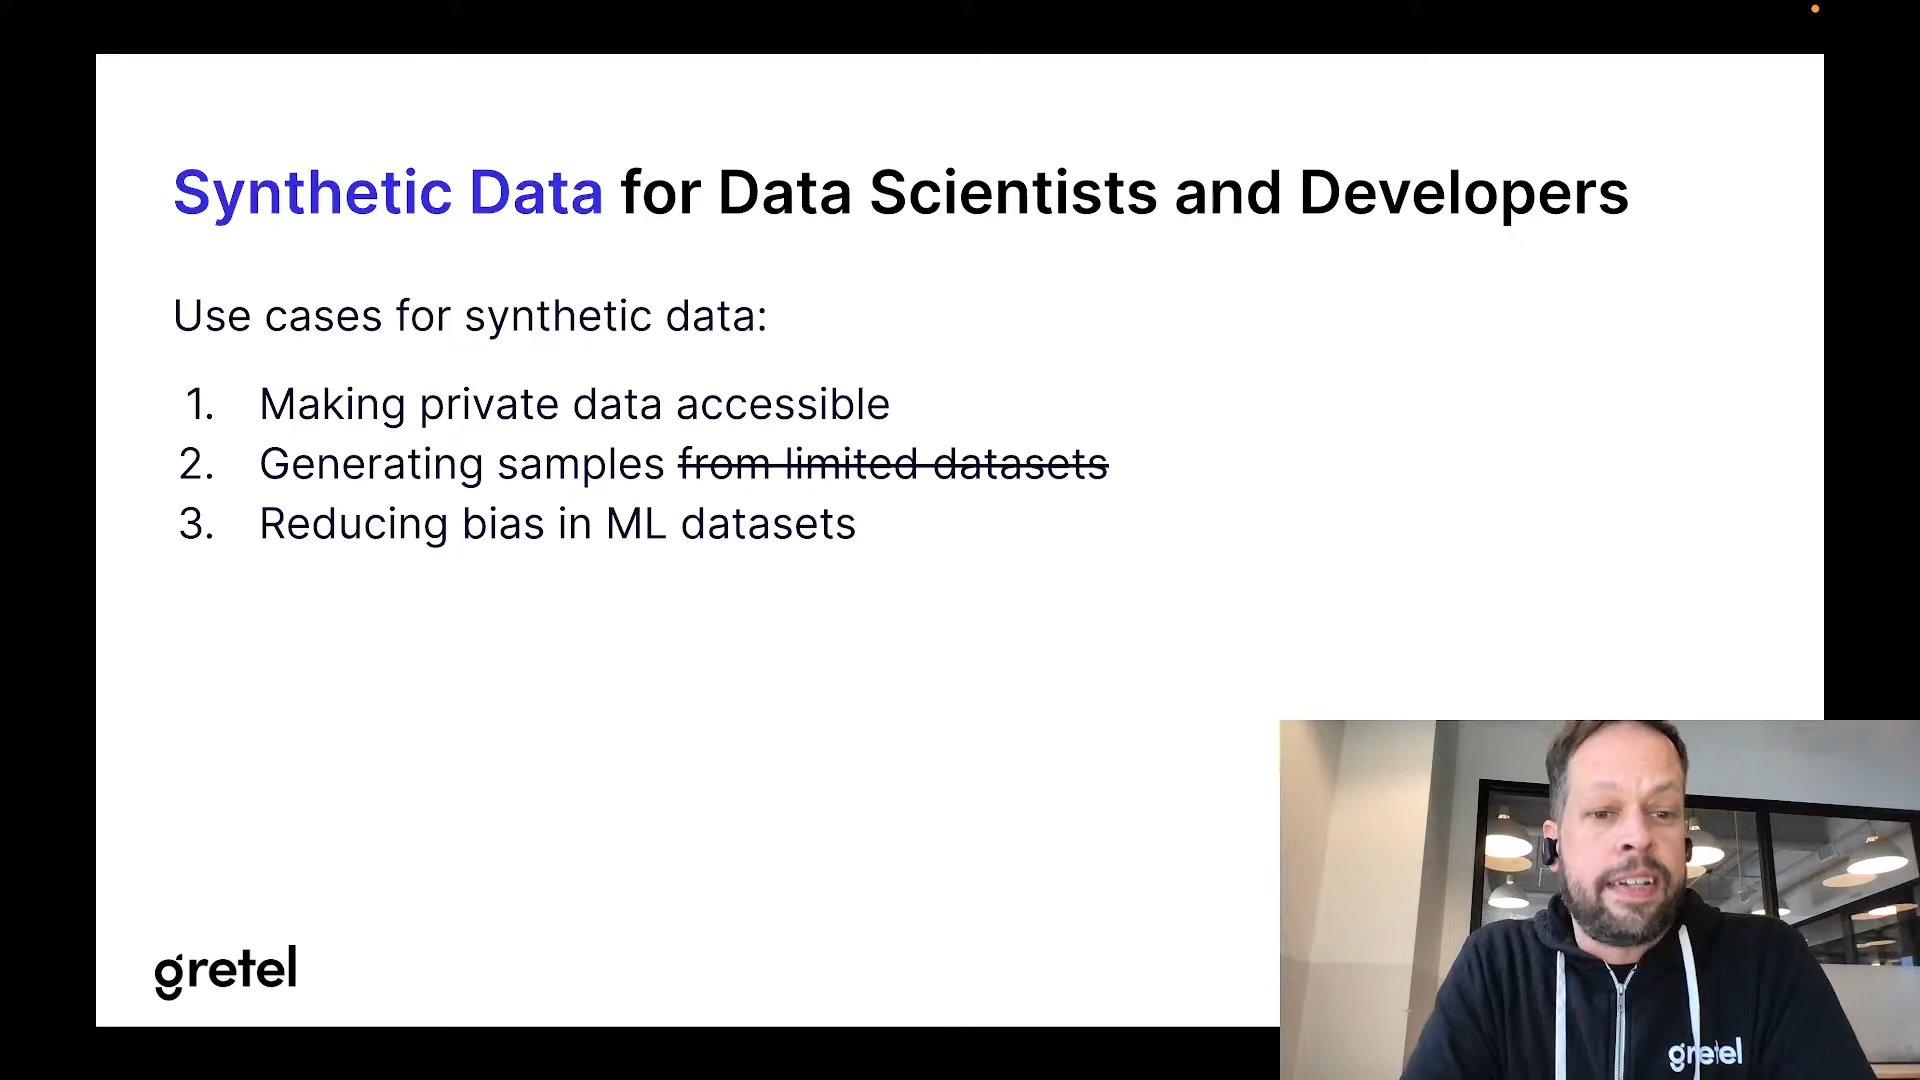 Synthetic Data for Data Scientists and Developers
Use cases for synthetic data:
1. Making private data accessible
2. Generating samples from limited datasets
3. Reducing bias in ML datasets
gretel
gretel